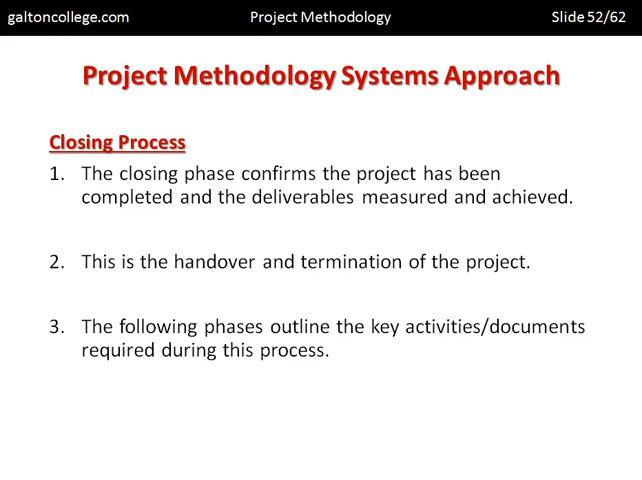 galtoncollege.com Project Methodology Slide 52/62
Project Methodology Systems Approach
Closing Process
1. The closing phase confirms the project has been
completed and the deliverables measured and achieved.
2. This is the handover and termination of the project.
3. The following phases outline the key activities/documents
required during this process.